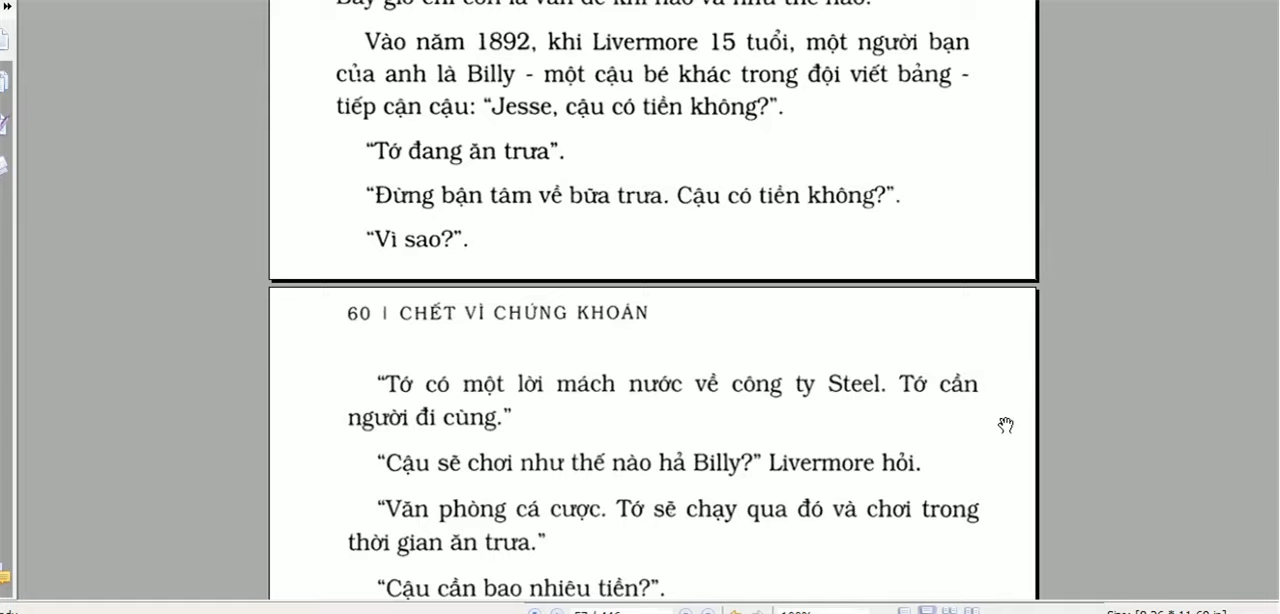 Vào năm 1892, khi Livermore 15 tuổi, một người bạn
của anh là Billy - một cậu bé khác trong đội viết bảng -
tiếp cận cậu: “Jesse, cậu có tiền không?”.
“Tớ đang ăn trưa”.
“Đừng bận tâm về bữa trưa. Cậu có tiền không?”.
“Vì sao?”.
60 | CHẾT VÌ CHỨNG KHOÁN
“Tớ có một lời mách nước về công ty Steel. Tớ cần
người đi cùng.”
“Cậu sẽ chơi như thế nào hả Billy?” Livermore hỏi.
“Văn phòng cá cược. Tớ sẽ chạy qua đó và chơi trong
thời gian ăn trưa.”
“Cậu cần bao nhiêu tiền?”.